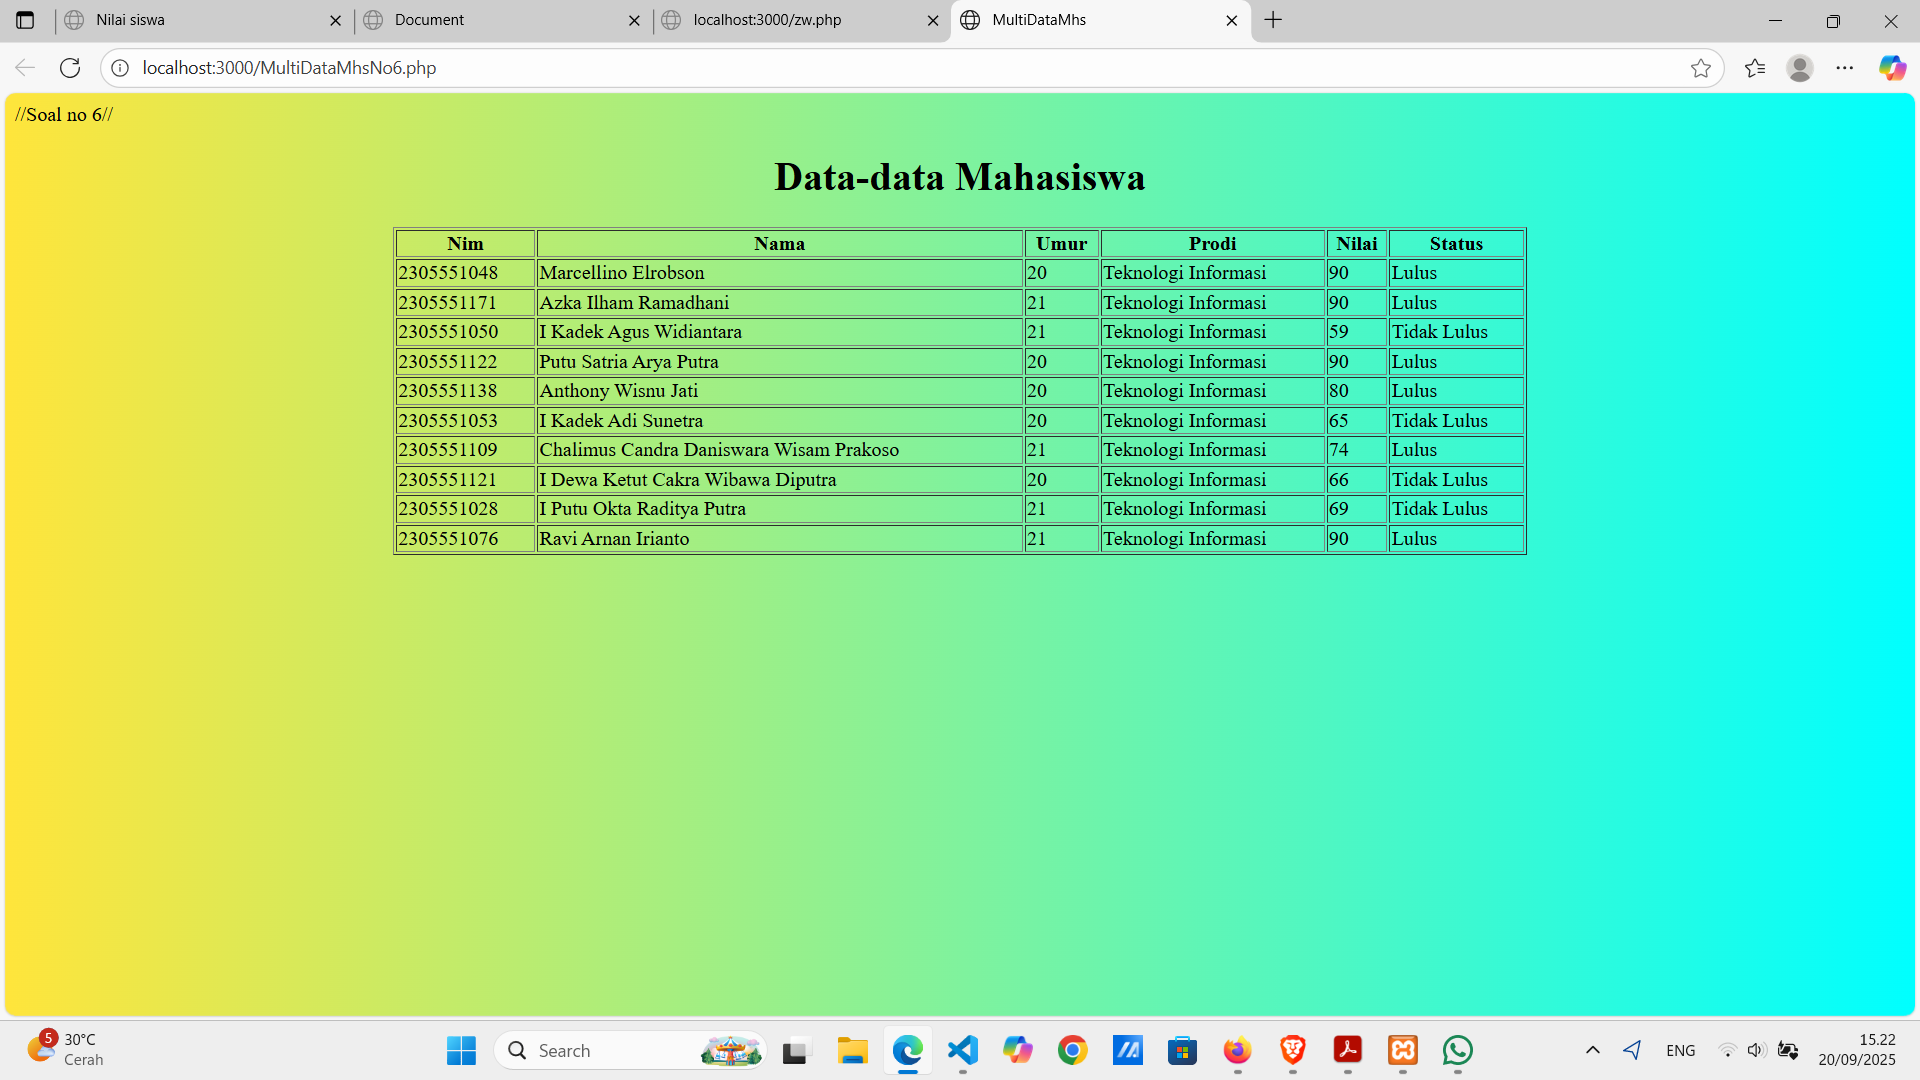 Nilai siswa
Document
localhost:3000/zw.php
MultiDataMhs
localhost:3000/MultiDataMhsNo6.php
//Soal no 6//
Data-data Mahasiswa
Nim Nama Umur Prodi Nilai Status
2305551048 Marcellino Elrobson 20 Teknologi Informasi 90 Lulus
2305551171 Azka Ilham Ramadhani 21 Teknologi Informasi 90 Lulus
2305551050 I Kadek Agus Widiantara 21 Teknologi Informasi 59 Tidak Lulus
2305551122 Putu Satria Arya Putra 20 Teknologi Informasi 90 Lulus
2305551138 Anthony Wisnu Jati 20 Teknologi Informasi 80 Lulus
2305551053 I Kadek Adi Sunetra 20 Teknologi Informasi 65 Tidak Lulus
2305551109 Chalimus Candra Daniswara Wisam Prakoso 21 Teknologi Informasi 74 Lulus
2305551121 I Dewa Ketut Cakra Wibawa Diputra 20 Teknologi Informasi 66 Tidak Lulus
2305551028 I Putu Okta Raditya Putra 21 Teknologi Informasi 69 Tidak Lulus
2305551076 Ravi Arnan Irianto 21 Teknologi Informasi 90 Lulus
5
30°C
Cerah
Search
ENG
15.22
20/09/2025